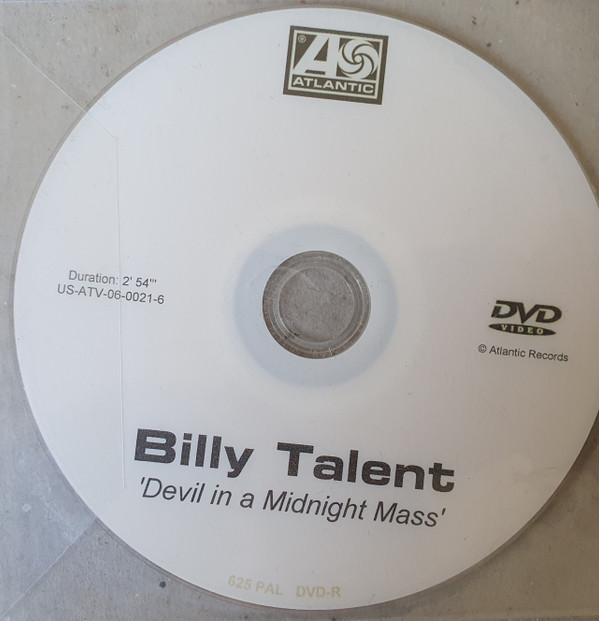 A
ATLANTIC
®
Duration: 2' 54'"
US-ATV-06-0021-6
DVD
VIDEO
© Atlantic Records
Billy Talent
'Devil in a Midnight Mass'
625 PAL DVD-R